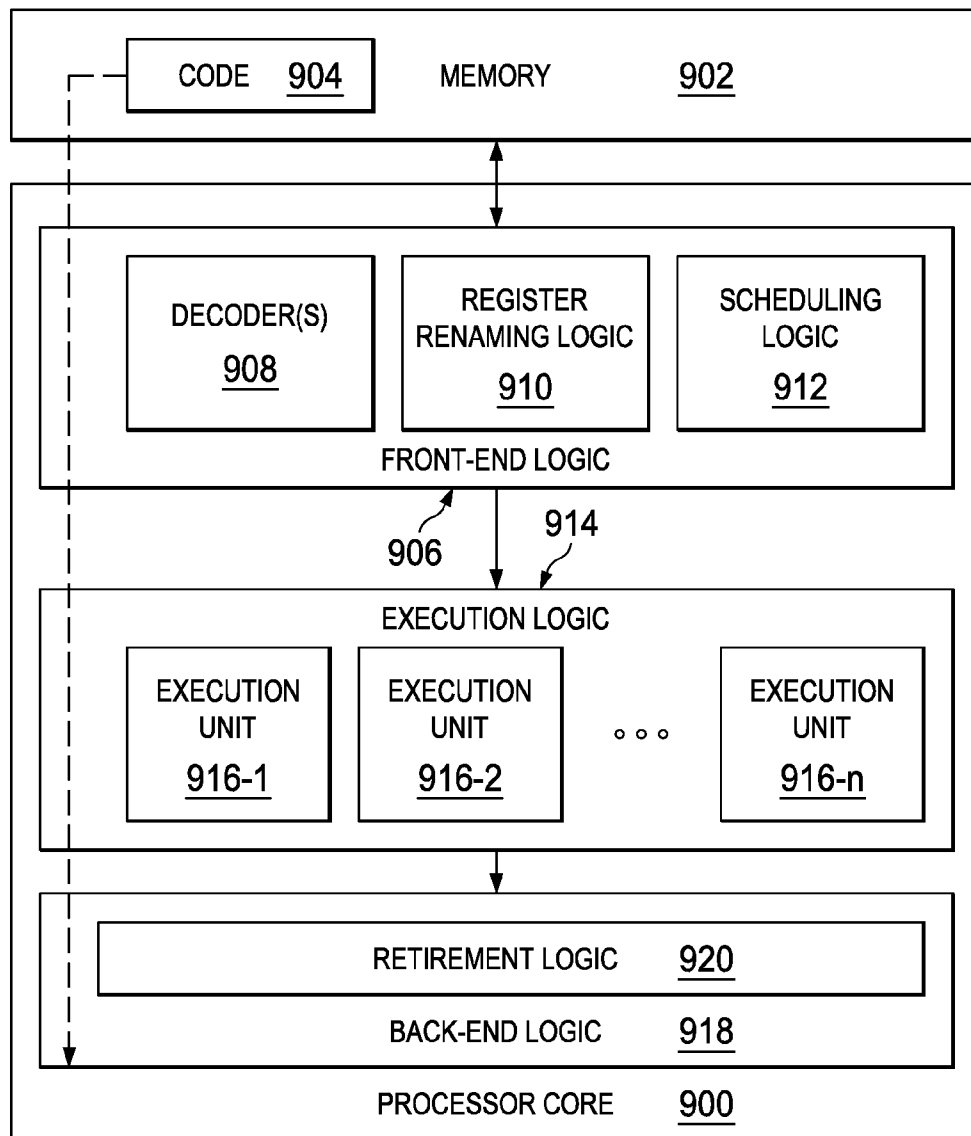 CODE 904 MEMORY 902
DECODER(S)
908
REGISTER
RENAMING LOGIC
910
SCHEDULING
LOGIC
912
FRONT-END LOGIC
906
914
EXECUTION LOGIC
EXECUTION
UNIT
916-1
EXECUTION
UNIT
916-2
EXECUTION
UNIT
916-n
RETIREMENT LOGIC 920
BACK-END LOGIC 918
PROCESSOR CORE 900